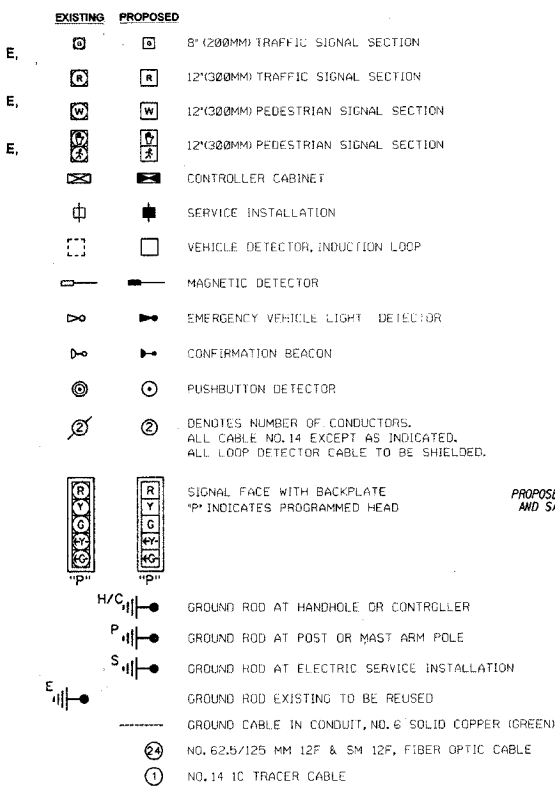 EXISTING PROPOSED
E, G G 8" (200MM) TRAFFIC SIGNAL SECTION
R R 12"(300MM) TRAFFIC SIGNAL SECTION
E, W W 12"(300MM) PEDESTRIAN SIGNAL SECTION
E, 12"(300MM) PEDESTRIAN SIGNAL SECTION
CONTROLLER CABINET
SERVICE INSTALLATION
VEHICLE DETECTOR, INDUCTION LOOP
MAGNETIC DETECTOR
EMERGENCY VEHICLE LIGHT DETECTOR
CONFIRMATION BEACON
PUSHBUTTON DETECTOR
2 2 DENOTES NUMBER OF CONDUCTORS.
ALL CABLE NO.14 EXCEPT AS INDICATED.
ALL LOOP DETECTOR CABLE TO BE SHIELDED.
R R SIGNAL FACE WITH BACKPLATE
Y Y "P" INDICATES PROGRAMMED HEAD
G G
Y Y
G G
"P" "P"
PROPOSE
AND SA
H/C GROUND ROD AT HANDHOLE OR CONTROLLER
P GROUND ROD AT POST OR MAST ARM POLE
S GROUND ROD AT ELECTRIC SERVICE INSTALLATION
E GROUND ROD EXISTING TO BE REUSED
GROUND CABLE IN CONDUIT, NO. 6 SOLID COPPER (GREEN)
24 NO. 62.5/125 MM 12F & SM 12F, FIBER OPTIC CABLE
1 NO.14 1C TRACER CABLE